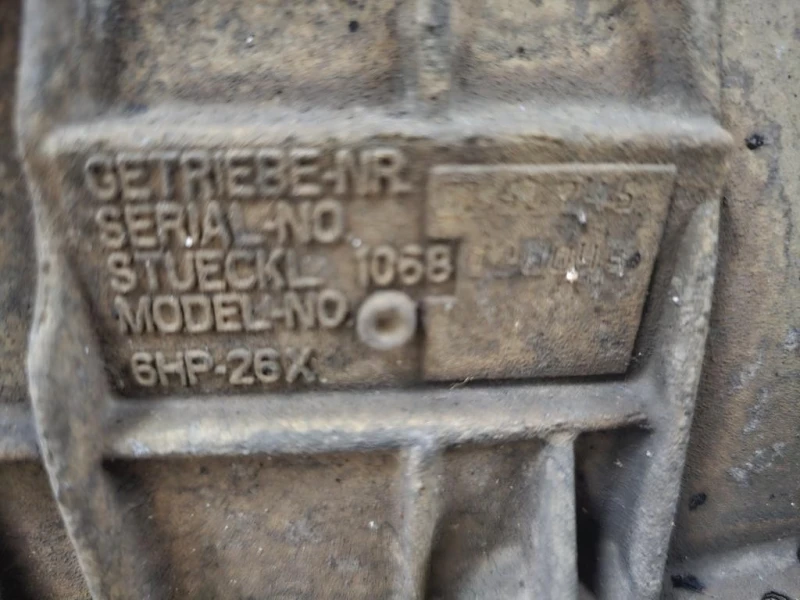 GETRIEBE-NR.
SERIAL-NO.
STUECKL. 1068
MODEL-NO.
6HP-26X